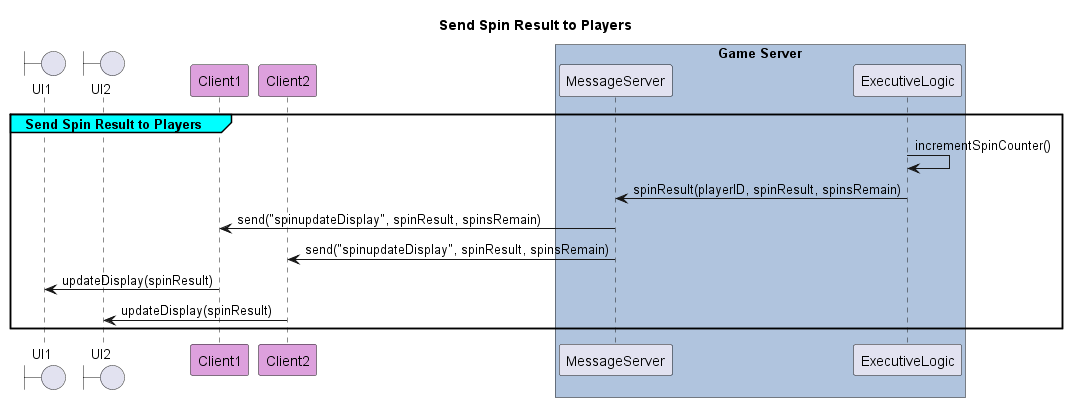 Send Spin Result to Players
Game Server
UI1
UI2
Client1
Client2
MessageServer
ExecutiveLogic
Send Spin Result to Players
incrementSpinCounter()
spinResult(playerID, spinResult, spinsRemain)
send("spinupdateDisplay", spinResult, spinsRemain)
send("spinupdateDisplay", spinResult, spinsRemain)
updateDisplay(spinResult)
updateDisplay(spinResult)
UI1
UI2
Client1
Client2
MessageServer
ExecutiveLogic